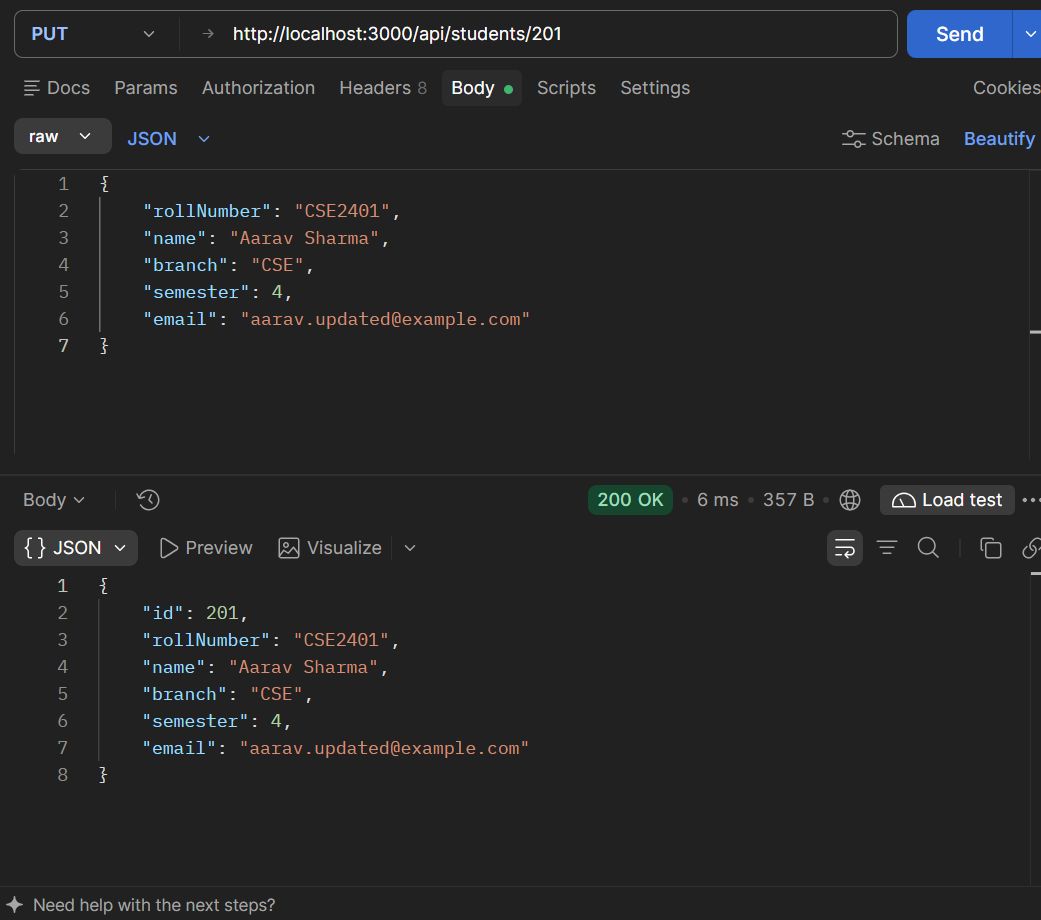 PUT http://localhost:3000/api/students/201 Send
Docs Params Authorization Headers 8 Body Scripts Settings Cookies
raw JSON Schema Beautify
1 {
2 "rollNumber": "CSE2401",
3 "name": "Aarav Sharma",
4 "branch": "CSE",
5 "semester": 4,
6 "email": "aarav.updated@example.com"
7 }
Body 200 OK • 6 ms • 357 B • Load test
{ } JSON Preview Visualize
1 {
2 "id": 201,
3 "rollNumber": "CSE2401",
4 "name": "Aarav Sharma",
5 "branch": "CSE",
6 "semester": 4,
7 "email": "aarav.updated@example.com"
8 }
Need help with the next steps?